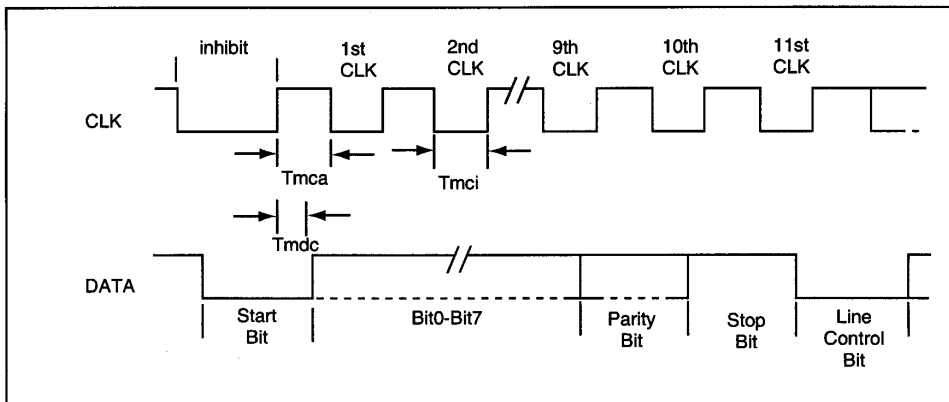 inhibit
1st
CLK
2nd
CLK
9th
CLK
10th
CLK
11st
CLK
CLK
Tmca
Tmci
Tmdc
DATA
Start
Bit
Bit0-Bit7
Parity
Bit
Stop
Bit
Line
Control
Bit